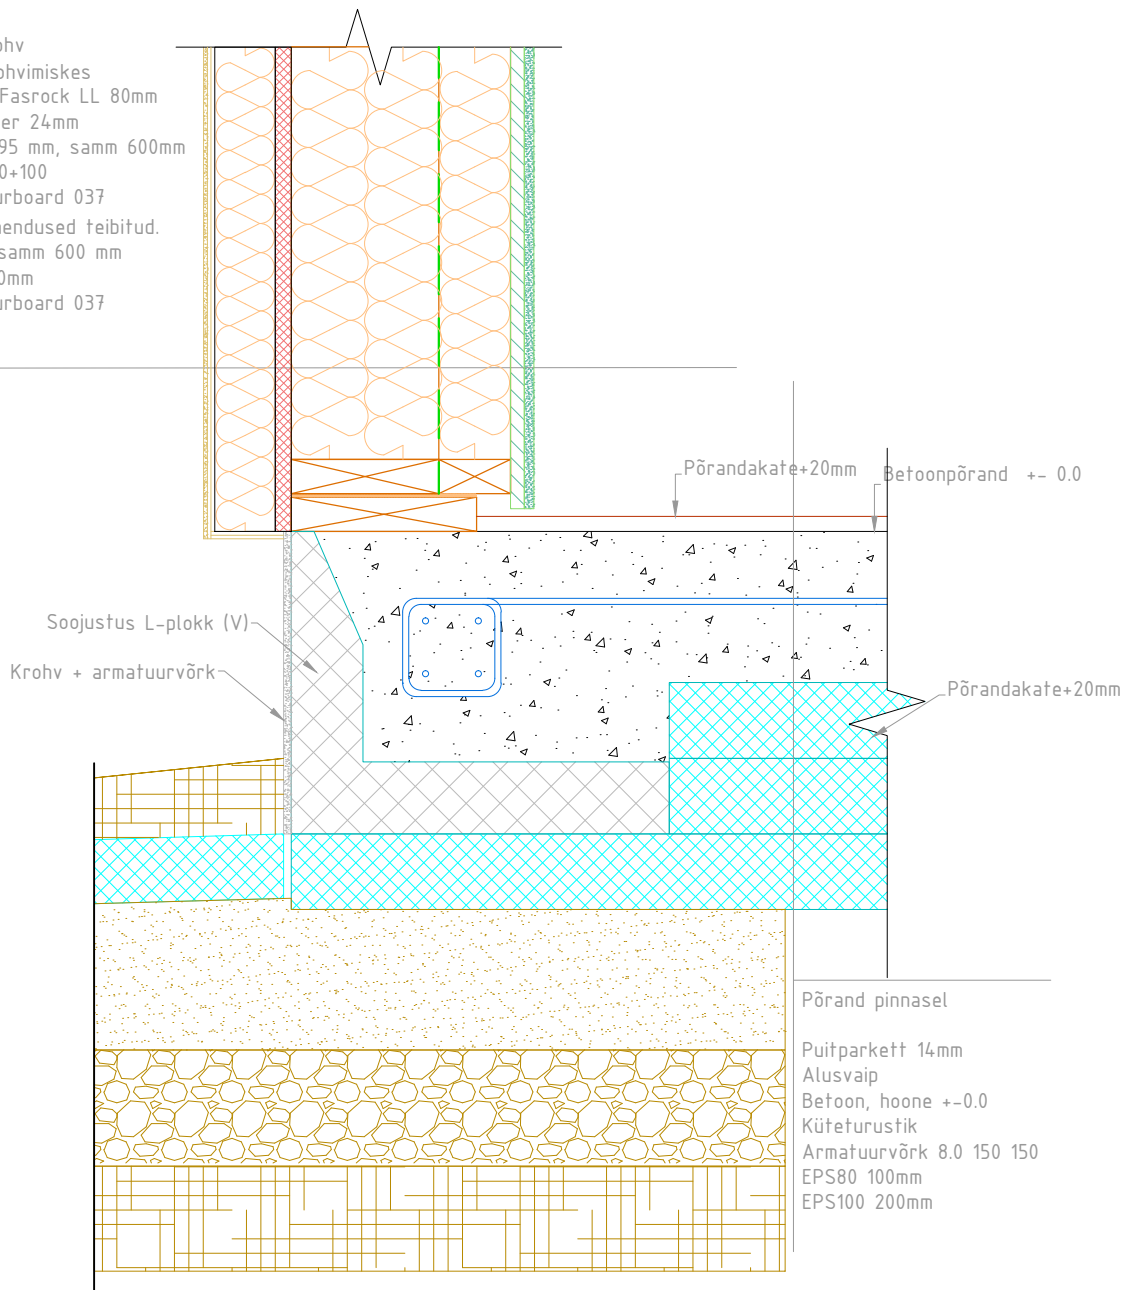 ohv
ohvimiskes
Fasrock LL 80mm
er 24mm
95 mm, samm 600mm
0+100
urboard 037
endused teibitud.
samm 600 mm
0mm
urboard 037
Põrandakate+20mm
Betoonpõrand +- 0.0
Soojustus L-plokk (V)
Krohv + armatuurvõrk
Põrandakate+20mm
Põrand pinnasel
Puitparkett 14mm
Alusvaip
Betoon, hoone +-0.0
Küteturustik
Armatuurvõrk 8.0 150 150
EPS80 100mm
EPS100 200mm